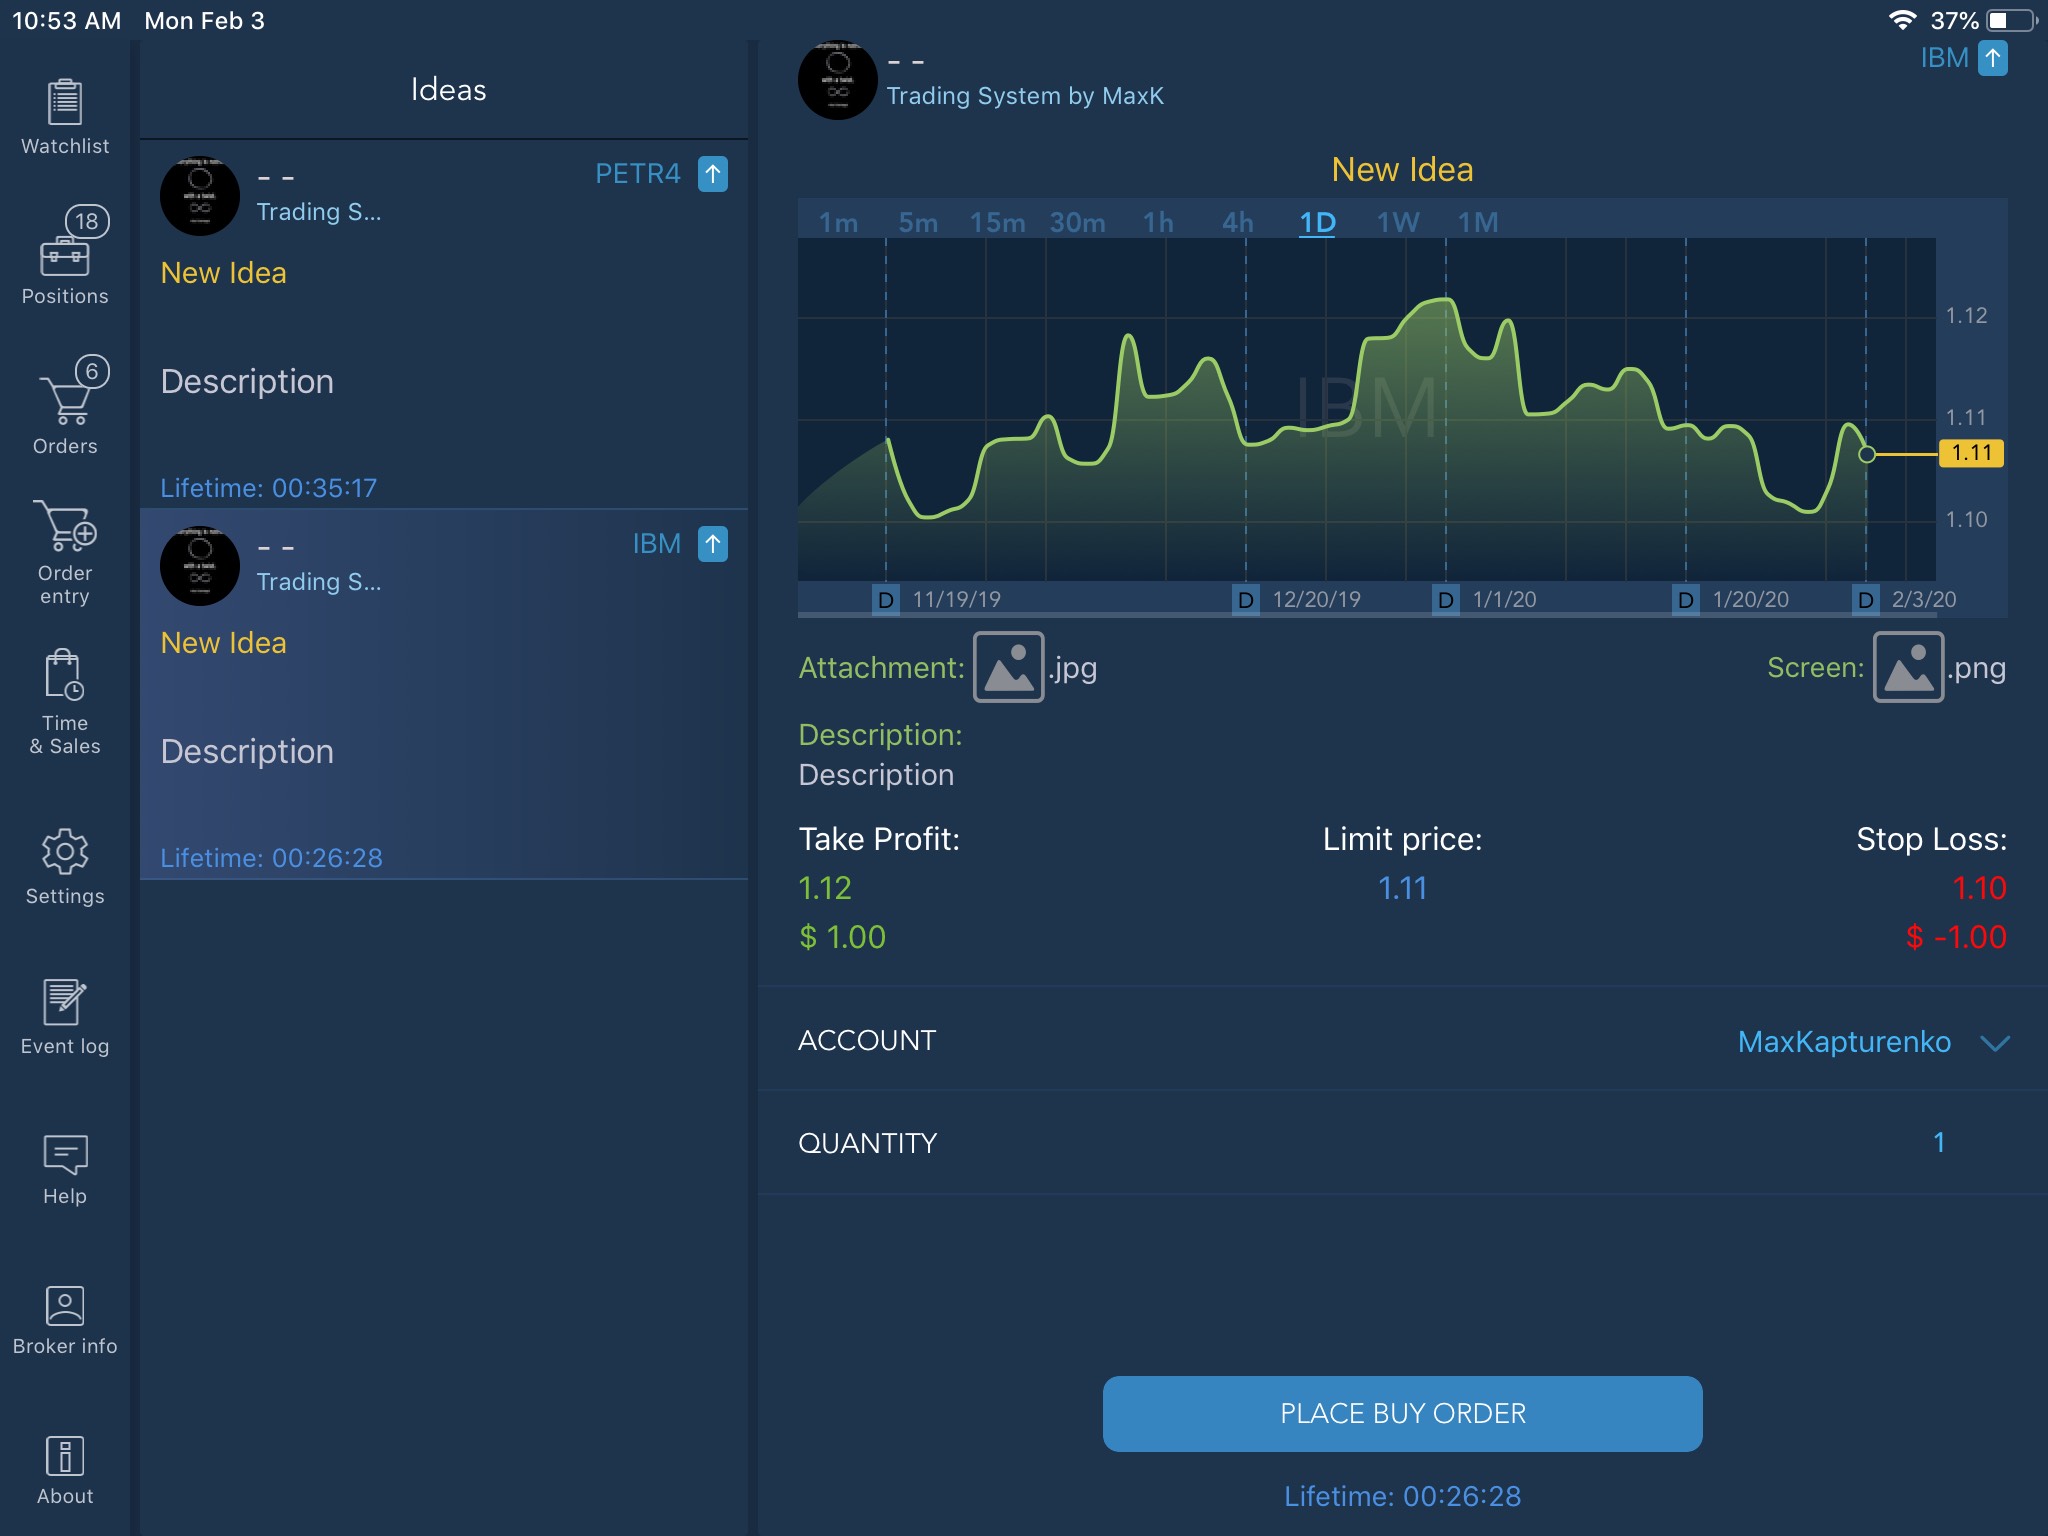 10:53 AM Mon Feb 3
37%
Watchlist
18
Positions
6
Orders
Order
entry
Time
& Sales
Settings
Event log
Help
Broker info
About
Ideas
- -
PETR4
Trading S...
New Idea
Description
Lifetime: 00:35:17
- -
IBM
Trading S...
New Idea
Description
Lifetime: 00:26:28
- -
IBM
Trading System by MaxK
New Idea
1m 5m 15m 30m 1h 4h 1D 1W 1M
IBM
1.12
1.11
1.11
1.10
D 11/19/19 D 12/20/19 D 1/1/20 D 1/20/20 D 2/3/20
Attachment: .jpg
Screen: .png
Description:
Description
Take Profit: Limit price: Stop Loss:
1.12 1.11 1.10
$ 1.00 $ -1.00
ACCOUNT MaxKapturenko
QUANTITY 1
PLACE BUY ORDER
Lifetime: 00:26:28